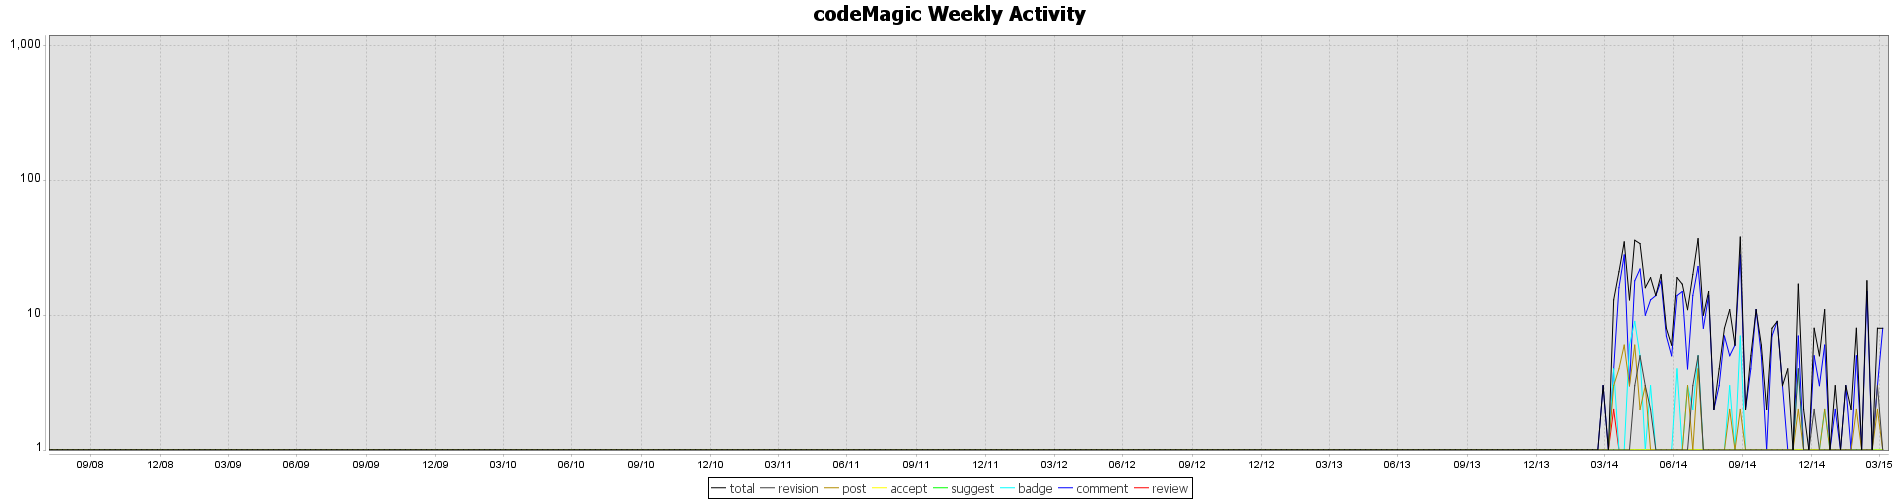 codeMagic Weekly Activity
1,000
100
10
1
09/08 12/08 03/09 06/09 09/09 12/09 03/10 06/10 09/10 12/10 03/11 06/11 09/11 12/11 03/12 06/12 09/12 12/12 03/13 06/13 09/13 12/13 03/14 06/14 09/14 12/14 03/15
total revision post accept suggest badge comment review